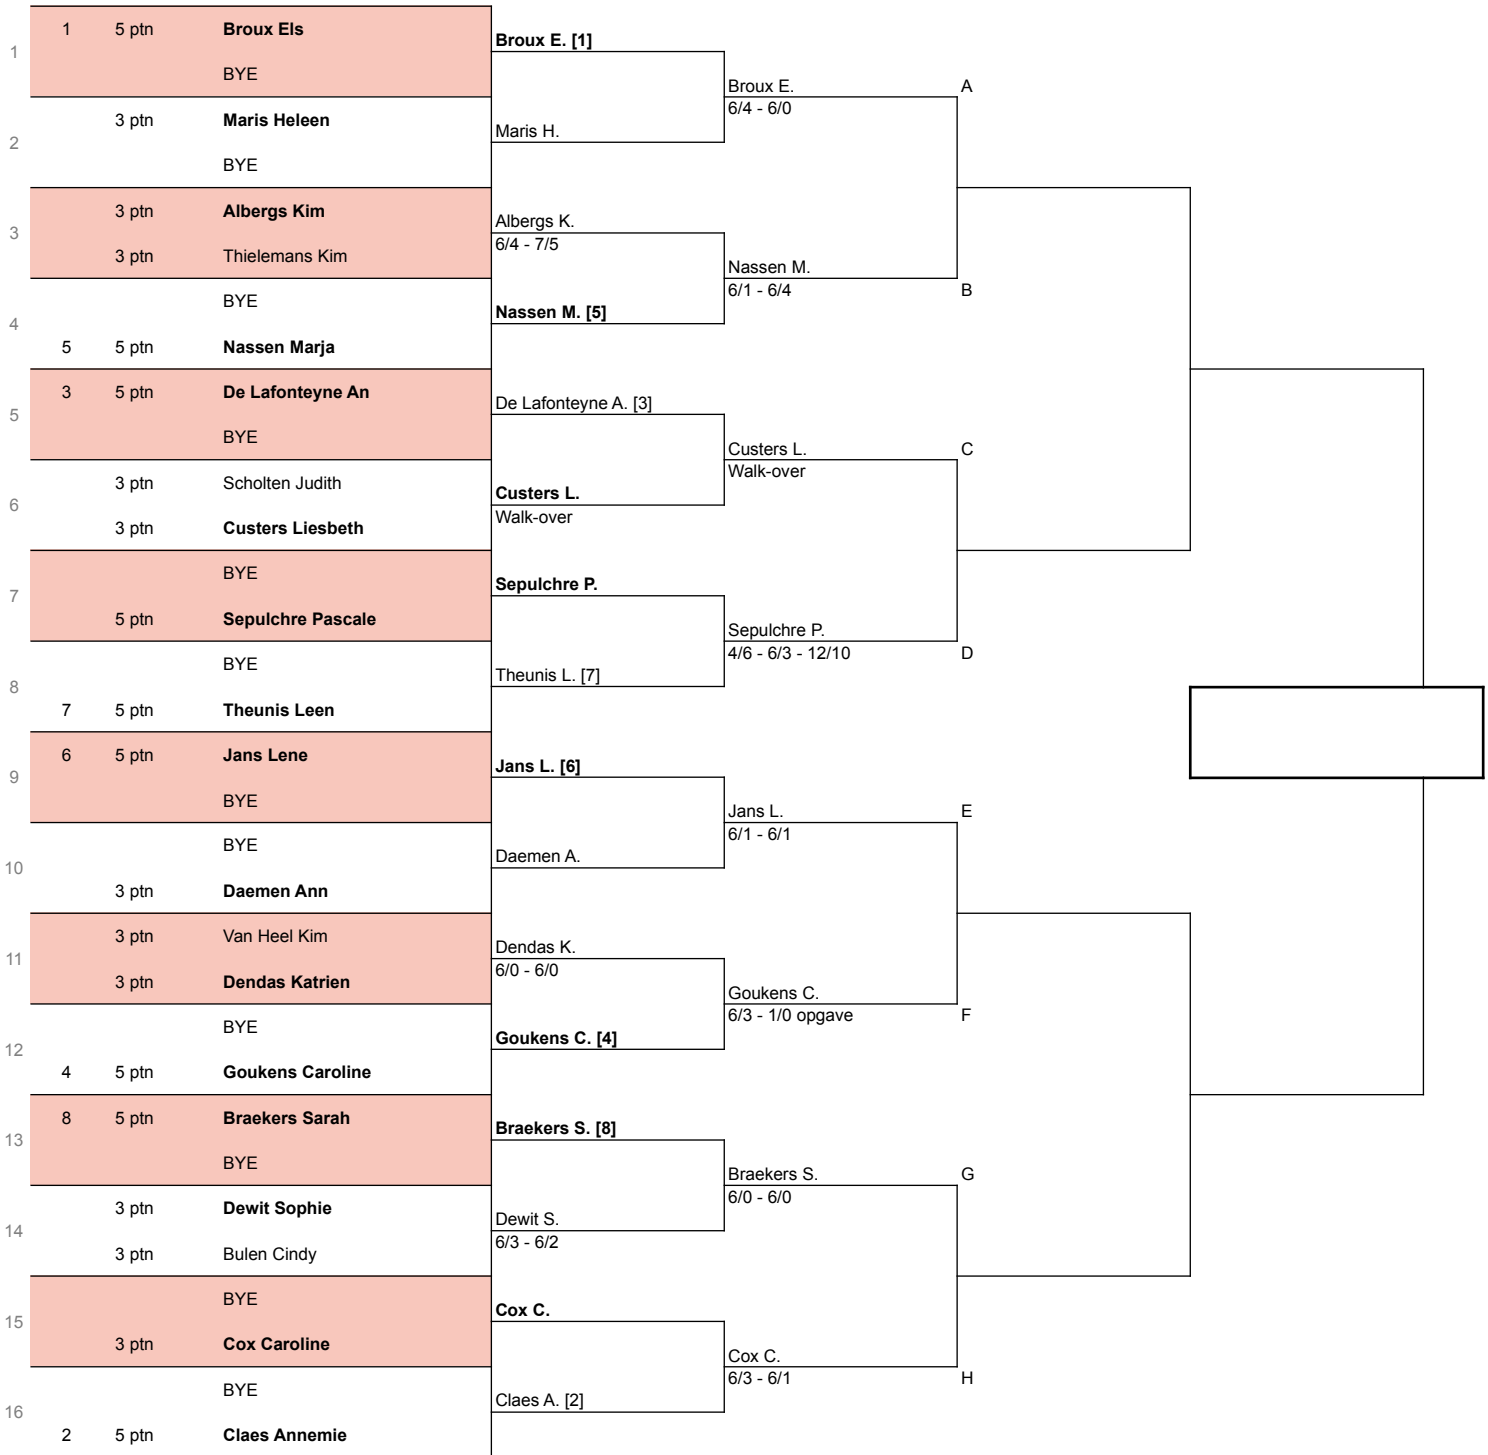 1 5 ptn Broux Els
1
BYE
3 ptn Maris Heleen
2
BYE
3 ptn Albergs Kim
3
3 ptn Thielemans Kim
BYE
4
5 5 ptn Nassen Marja
3 5 ptn De Lafonteyne An
5
BYE
3 ptn Scholten Judith
6
3 ptn Custers Liesbeth
BYE
7
5 ptn Sepulchre Pascale
BYE
8
7 5 ptn Theunis Leen
6 5 ptn Jans Lene
9
BYE
BYE
10
3 ptn Daemen Ann
3 ptn Van Heel Kim
11
3 ptn Dendas Katrien
BYE
12
4 5 ptn Goukens Caroline
8 5 ptn Braekers Sarah
13
BYE
3 ptn Dewit Sophie
14
3 ptn Bulen Cindy
BYE
15
3 ptn Cox Caroline
BYE
16
2 5 ptn Claes Annemie
Broux E. [1]
Maris H.
Albergs K.
6/4 - 7/5
Nassen M. [5]
De Lafonteyne A. [3]
Custers L.
Walk-over
Sepulchre P.
Theunis L. [7]
Jans L. [6]
Daemen A.
Dendas K.
6/0 - 6/0
Goukens C. [4]
Braekers S. [8]
Dewit S.
6/3 - 6/2
Cox C.
Claes A. [2]
Broux E. A
6/4 - 6/0
Nassen M.
6/1 - 6/4 B
Custers L. C
Walk-over
Sepulchre P.
4/6 - 6/3 - 12/10 D
Jans L. E
6/1 - 6/1
Goukens C.
6/3 - 1/0 opgave F
Braekers S. G
6/0 - 6/0
Cox C.
6/3 - 6/1 H